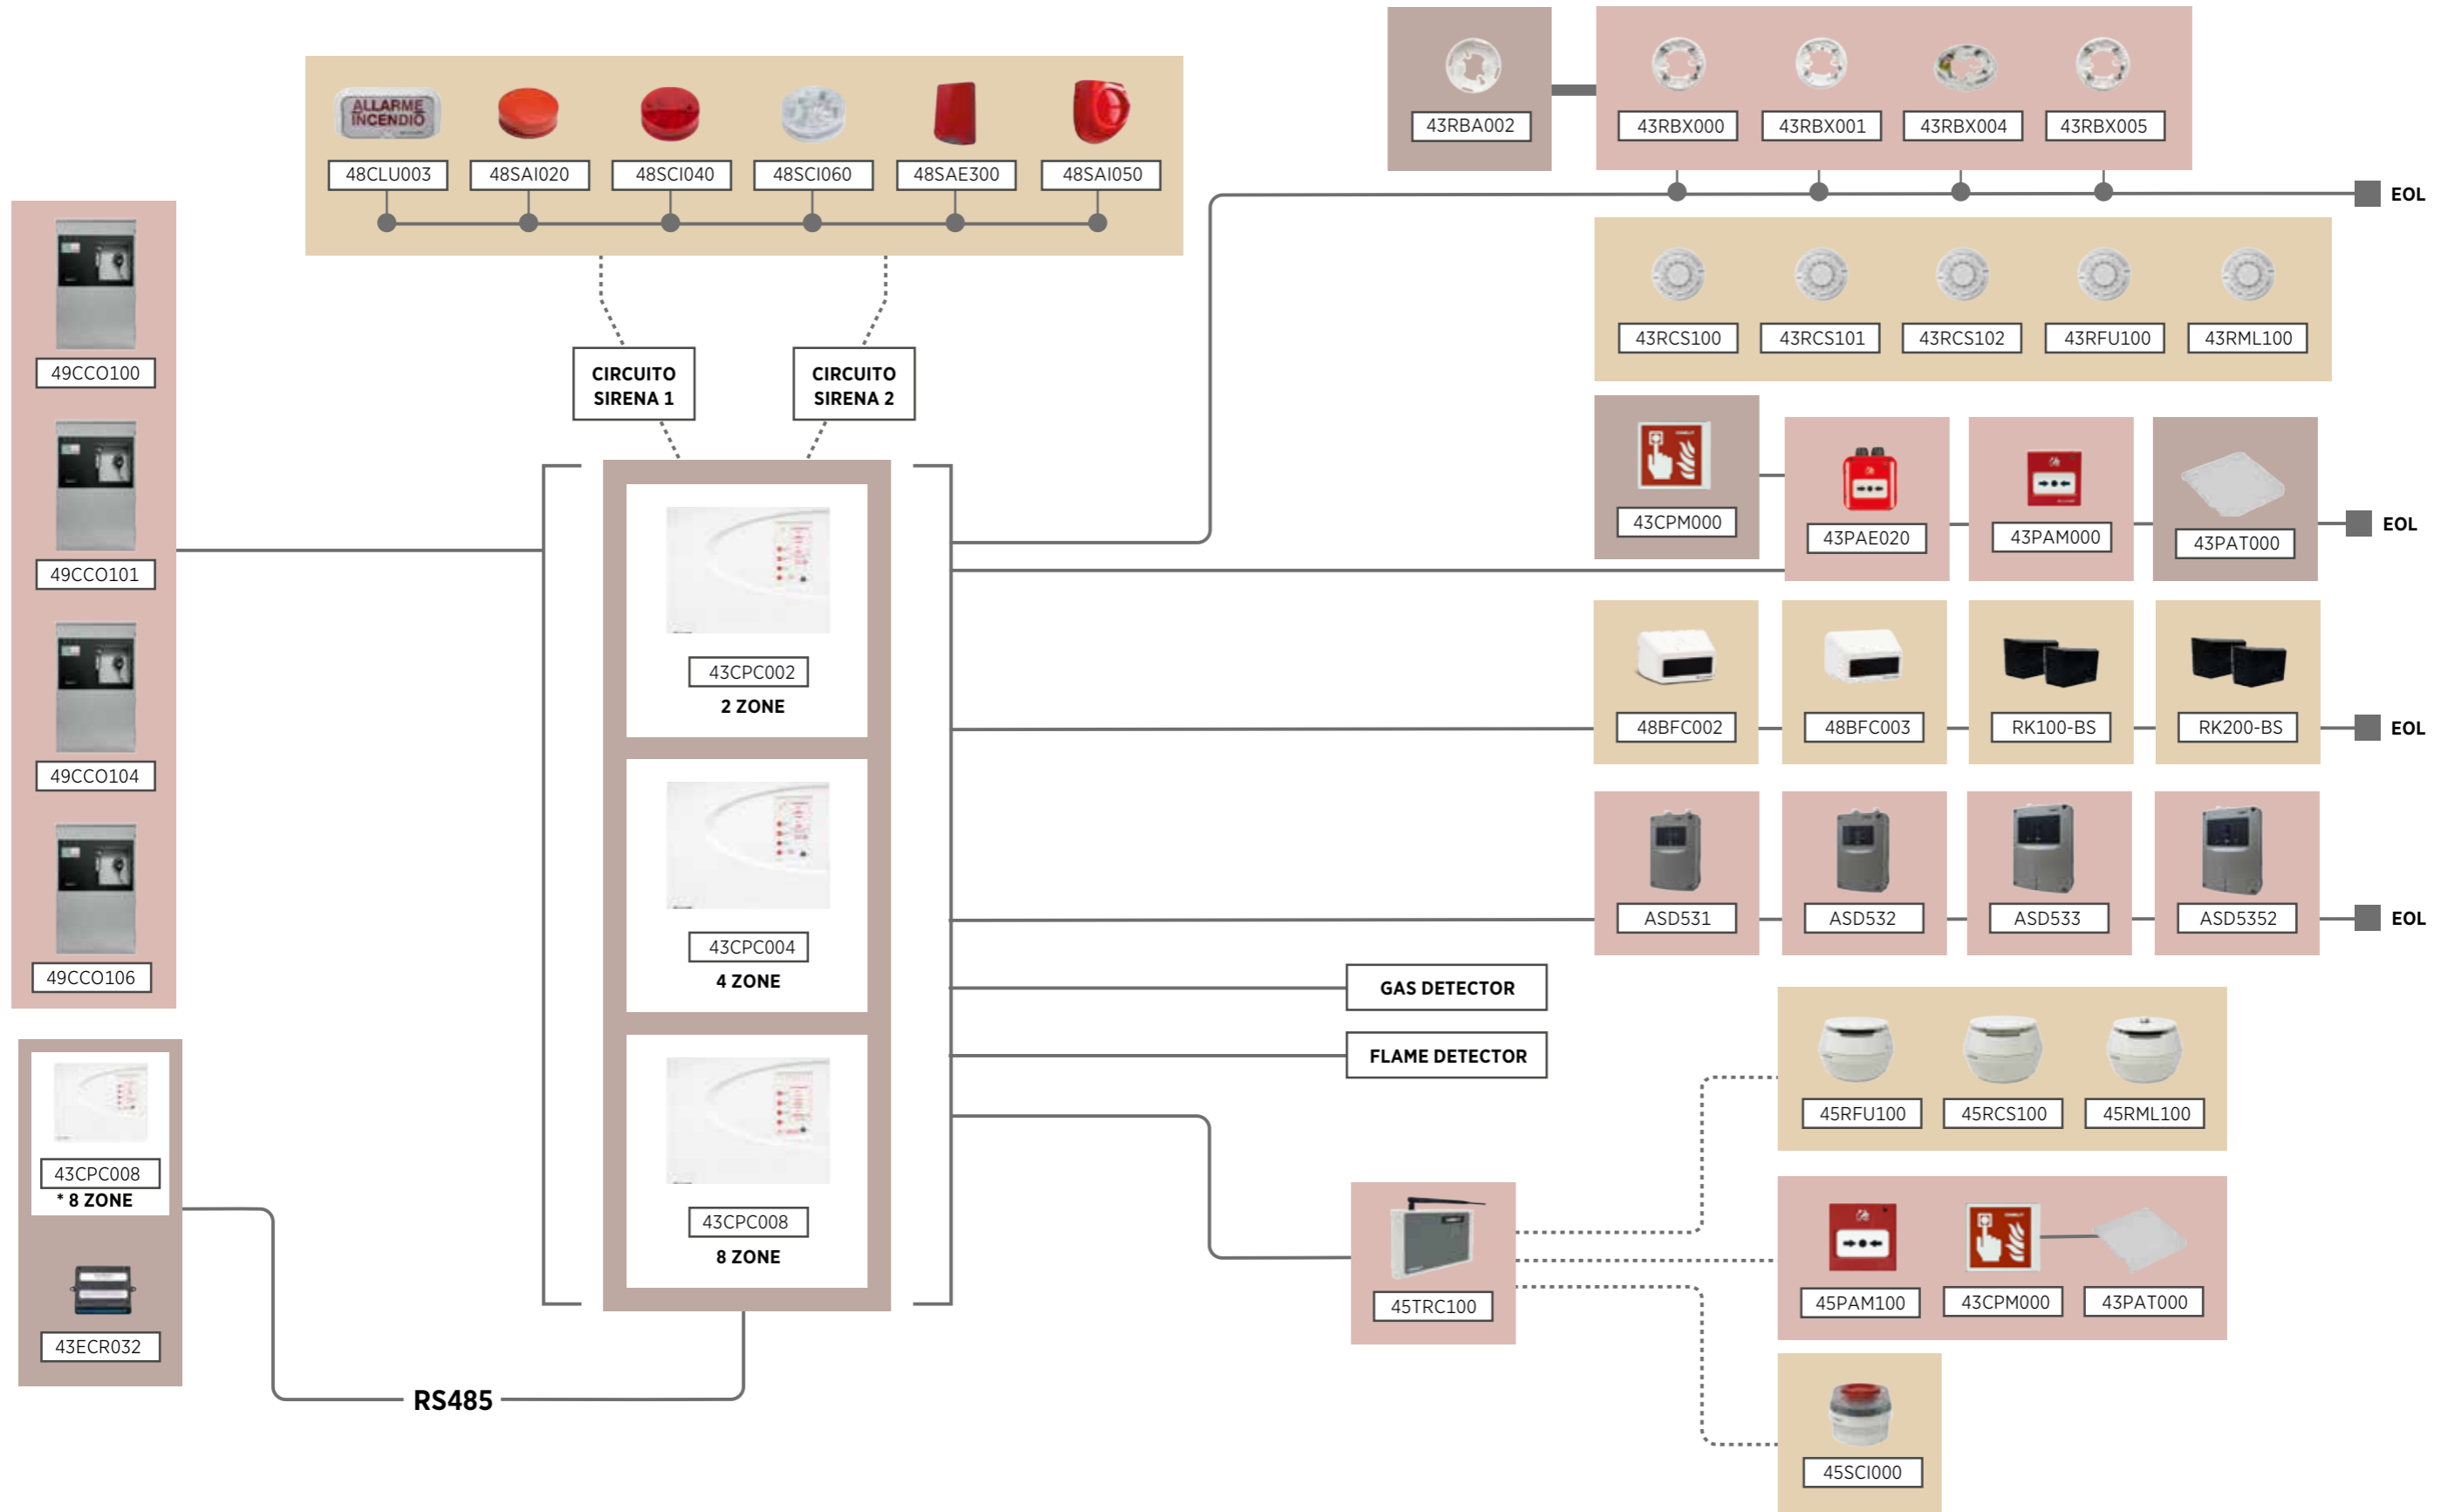 43RBA002
43RBX000
43RBX001
43RBX004
43RBX005
EOL
ALLARME
INCENDIO
48CLU003
48SAI020
48SCI040
48SCI060
48SAE300
48SAI050
49CCO100
49CCO101
49CCO104
49CCO106
CIRCUITO
SIRENA 1
CIRCUITO
SIRENA 2
43RCS100
43RCS101
43RCS102
43RFU100
43RML100
43CPM000
43PAE020
43PAM000
43PAT000
EOL
43CPC002
2 ZONE
48BFC002
48BFC003
RK100-BS
RK200-BS
EOL
43CPC004
4 ZONE
ASD531
ASD532
ASD533
ASD5352
EOL
GAS DETECTOR
FLAME DETECTOR
43CPC008
8 ZONE
43CPC008
* 8 ZONE
43ECR032
RS485
45TRC100
45RFU100
45RCS100
45RML100
45PAM100
43CPM000
43PAT000
45SCI000